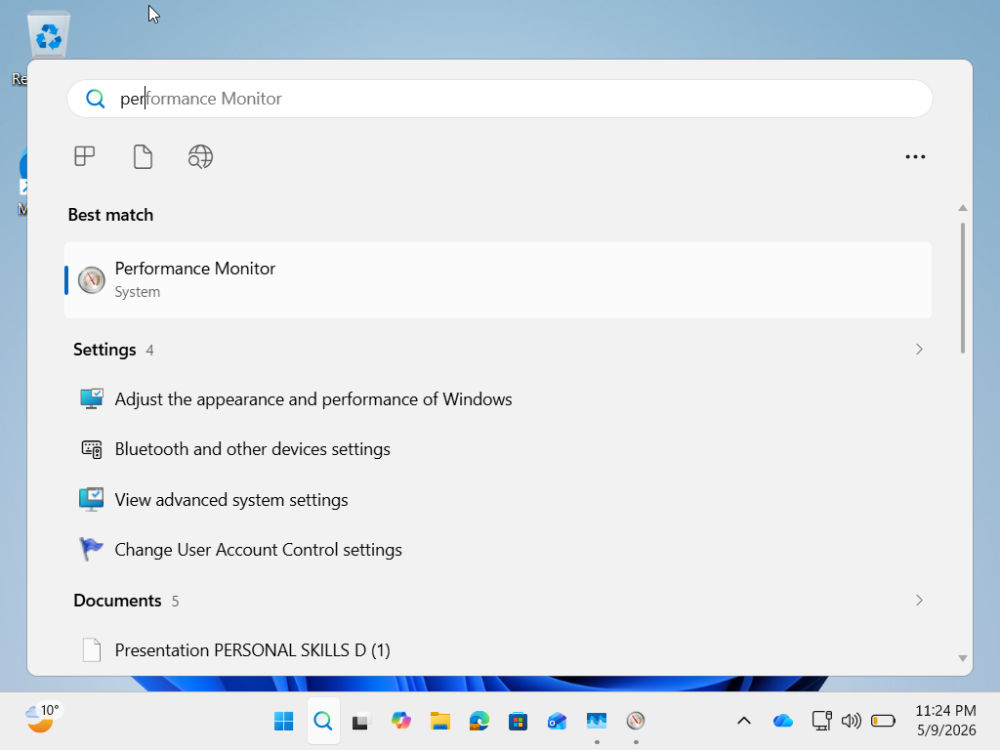 Re
performance Monitor
Best match
Performance Monitor
System
Settings 4
Adjust the appearance and performance of Windows
Bluetooth and other devices settings
View advanced system settings
Change User Account Control settings
Documents 5
Presentation PERSONAL SKILLS D (1)
M
10°
11:24 PM
5/9/2026